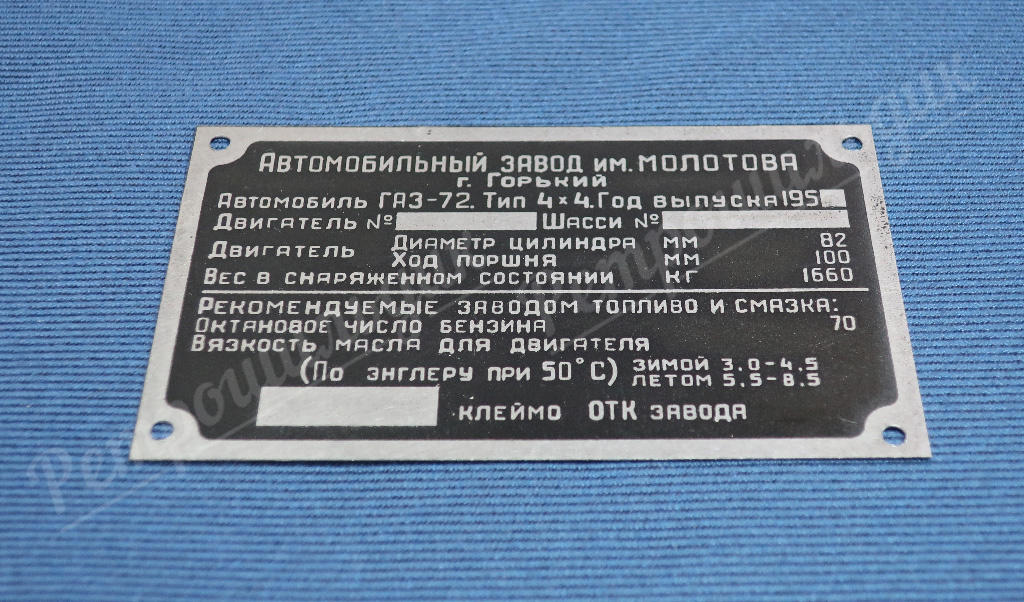 АВТОМОБИЛЬНЫЙ ЗАВОД ИМ. МОЛОТОВА
Г. ГОРЬКИЙ
АВТОМОБИЛЬ ГАЗ-72. ТИП 4×4. ГОД ВЫПУСКА 195
ДВИГАТЕЛЬ № ШАССИ №
ДВИГАТЕЛЬ ДИАМЕТР ЦИЛИНДРА ММ 82
ХОД ПОРШНЯ ММ 100
ВЕС В СНАРЯЖЕННОМ СОСТОЯНИИ КГ 1660
РЕКОМЕНДУЕМЫЕ ЗАВОДОМ ТОПЛИВО И СМАЗКА:
ОКТАНОВОЕ ЧИСЛО БЕНЗИНА 70
ВЯЗКОСТЬ МАСЛА ДЛЯ ДВИГАТЕЛЯ
(ПО ЭНГЛЕРУ ПРИ 50°С) ЗИМОЙ 3.0-4.5
ЛЕТОМ 5.5-8.5
КЛЕЙМО ОТК ЗАВОДА